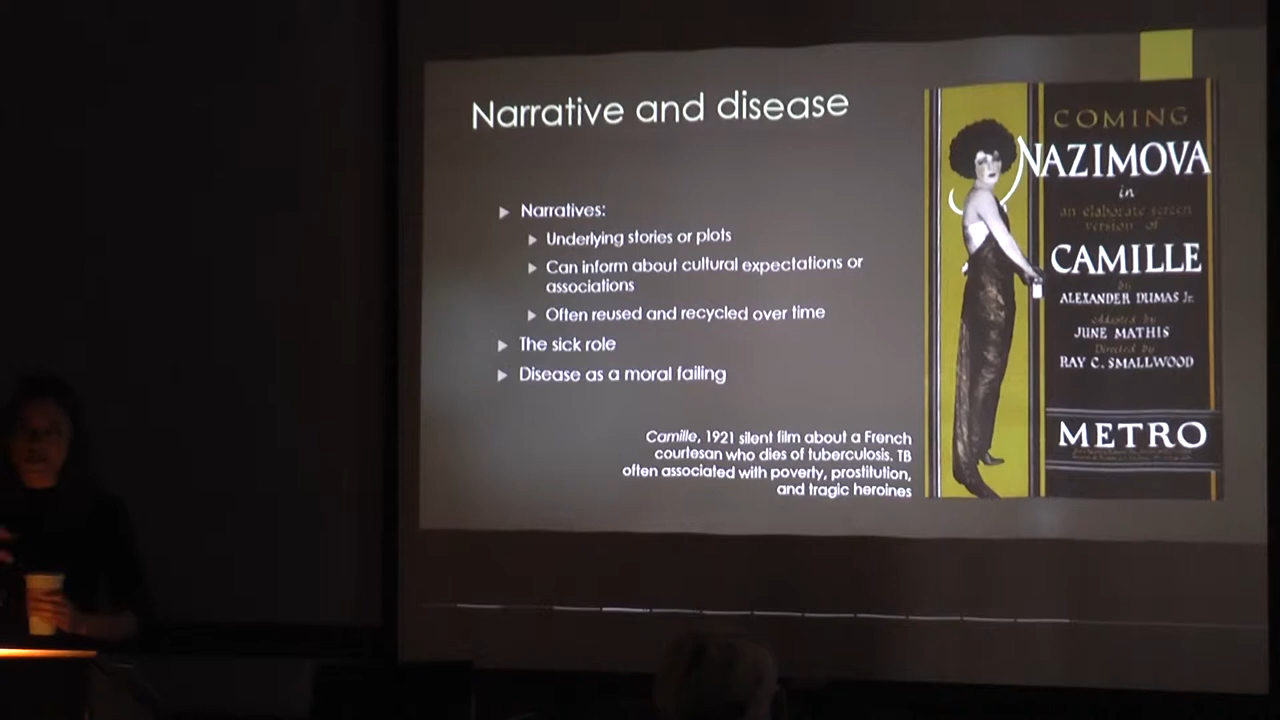 Narrative and disease
Narratives:
Underlying stories or plots
Can inform about cultural expectations or
associations
Often reused and recycled over time
The sick role
Disease as a moral failing
Camille, 1921 silent film about a French
courtesan who dies of tuberculosis. TB
often associated with poverty, prostitution,
and tragic heroines
COMING
NAZIMOVA
in
an elaborate screen
version of
CAMILLE
by
ALEXANDER DUMAS Jr.
Adapted by
JUNE MATHIS
Directed by
RAY C. SMALLWOOD
METRO